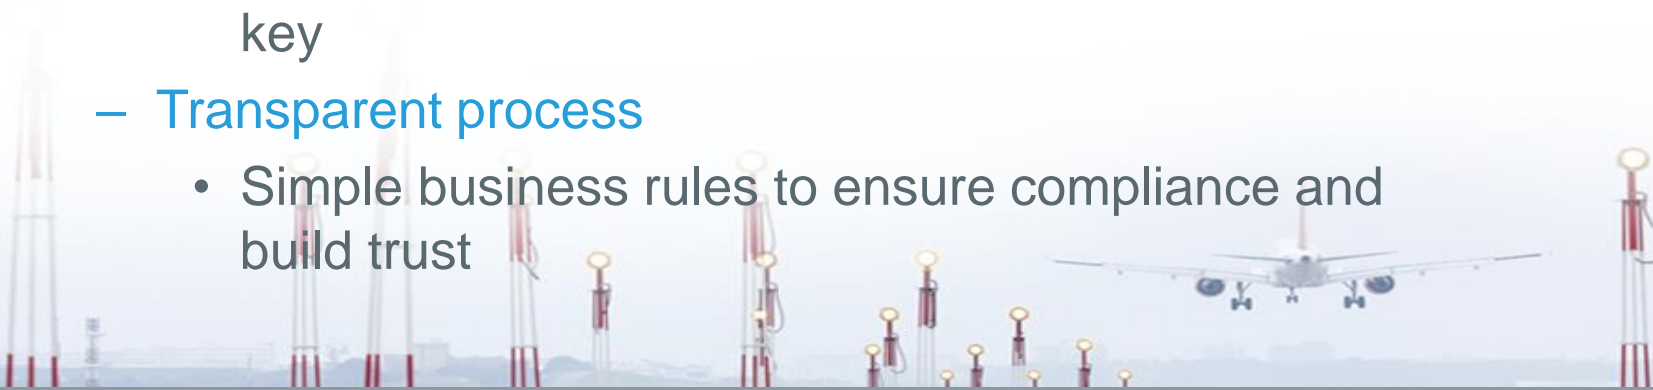 key
– Transparent process
• Simple business rules to ensure compliance and
build trust